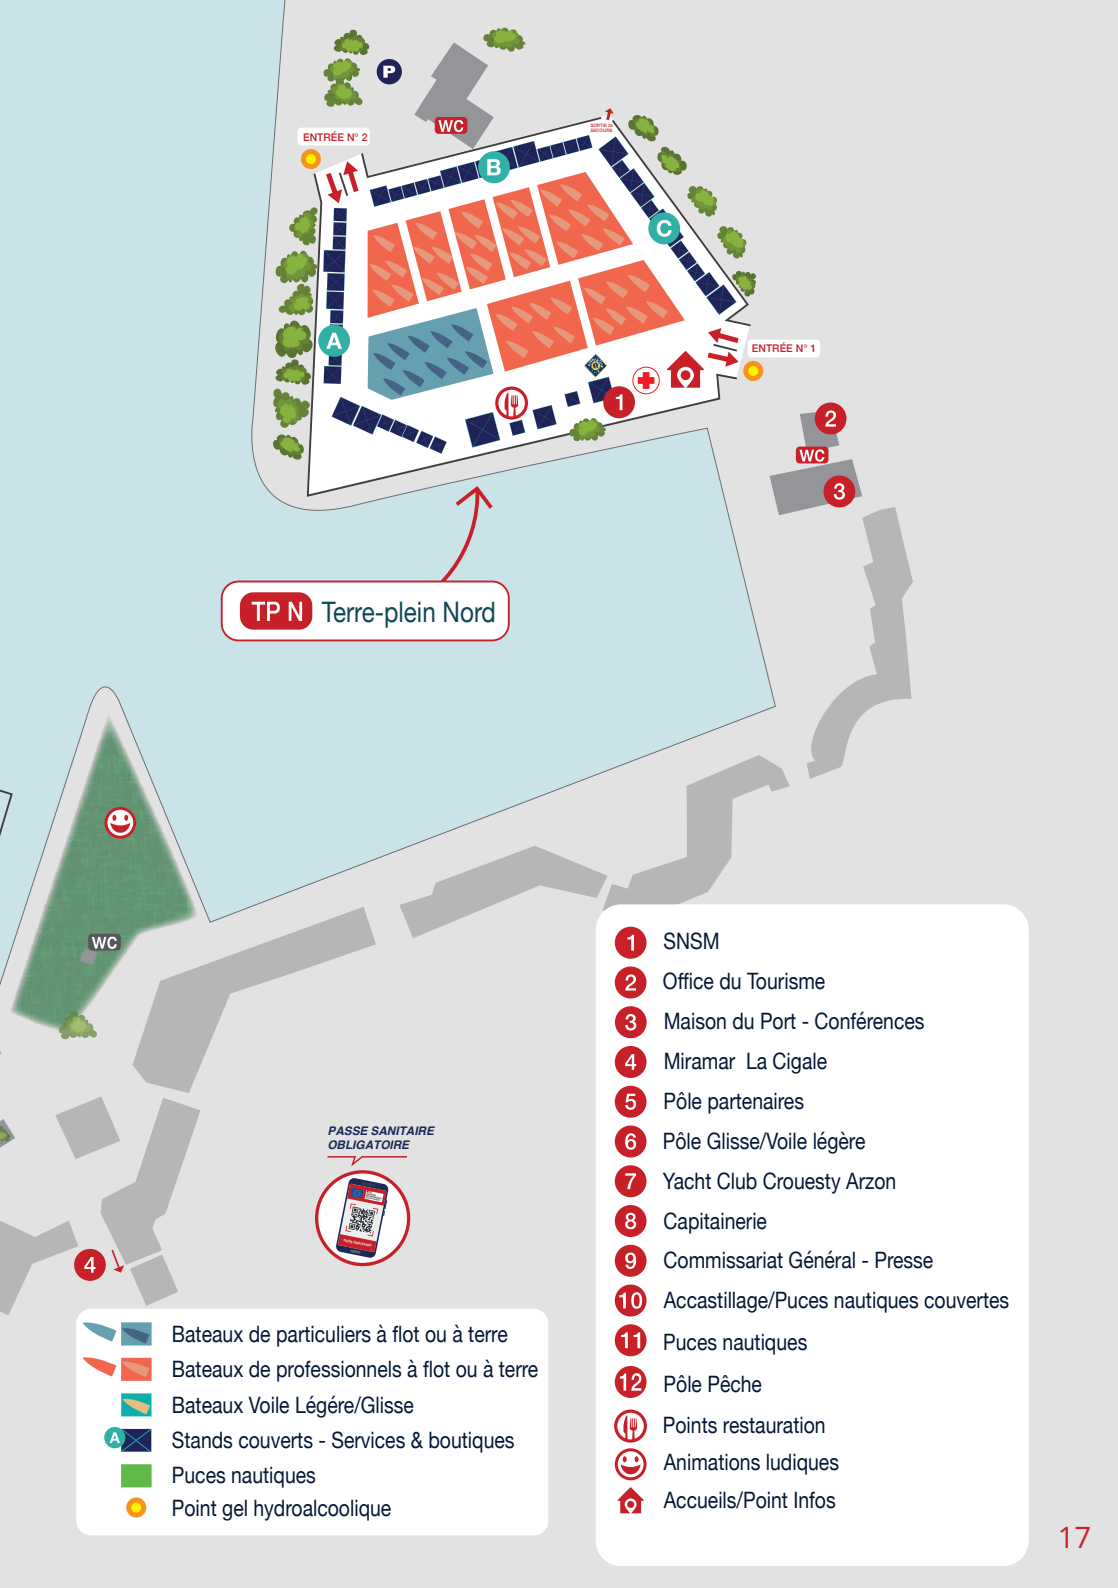 P
WC
ENTRÉE N° 2
SORTIE DE
SECOURS
B
C
A
ENTRÉE N° 1
1
2
WC
3
TP N Terre-plein Nord
WC
PASSE SANITAIRE
OBLIGATOIRE
4
Bateaux de particuliers à flot ou à terre
Bateaux de professionnels à flot ou à terre
Bateaux Voile Légére/Glisse
A Stands couverts - Services & boutiques
Puces nautiques
Point gel hydroalcoolique
1 SNSM
2 Office du Tourisme
3 Maison du Port - Conférences
4 Miramar La Cigale
5 Pôle partenaires
6 Pôle Glisse/Voile légère
7 Yacht Club Crouesty Arzon
8 Capitainerie
9 Commissariat Général - Presse
10 Accastillage/Puces nautiques couvertes
11 Puces nautiques
12 Pôle Pêche
Points restauration
Animations ludiques
Accueils/Point Infos
17